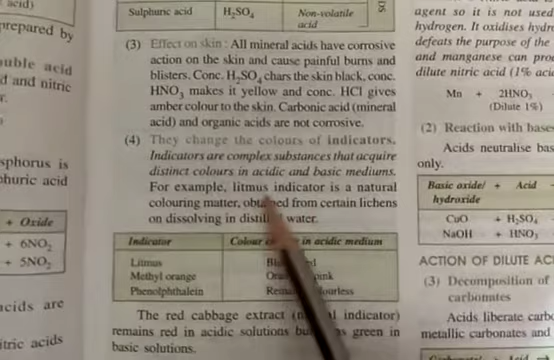 acid)
prepared by
uble acid
d and nitric
r.
sphorus is
phuric acid
+ Oxide
+ 6NO₂
+ 5NO₂
acids are
itric acids
Sulphuric acid H₂SO₄ Non-volatile
acid
(3) Effect on skin : All mineral acids have corrosive
action on the skin and cause painful burns and
blisters. Conc. H₂SO₄ chars the skin black, conc.
HNO₃ makes it yellow and conc. HCl gives
amber colour to the skin. Carbonic acid (mineral
acid) and organic acids are not corrosive.
(4) They change the colours of indicators.
Indicators are complex substances that acquire
distinct colours in acidic and basic mediums.
For example, litmus indicator is a natural
colouring matter, obtained from certain lichens
on dissolving in water.
Indicator Colour in acidic medium
Litmus
Methyl orange pink
Phenolphthalein
The red cabbage extract indicator)
remains red in acidic solutions green in
basic solutions.
agent so it is not used
hydrogen. It oxidises
defeats the purpose of the
and manganese can
dilute nitric acid (1% aci
Mn + 2HNO₃
(Dilute 1%)
(2) Reaction with base
Acids neutralise
only.
Basic oxide/ + Acid
hydroxide
CuO + H₂SO₄
NaOH + HNO₃
ACTION OF DILUTE AC
(3) Decomposition of
carbonates
Acids liberate carb
metallic carbonates and